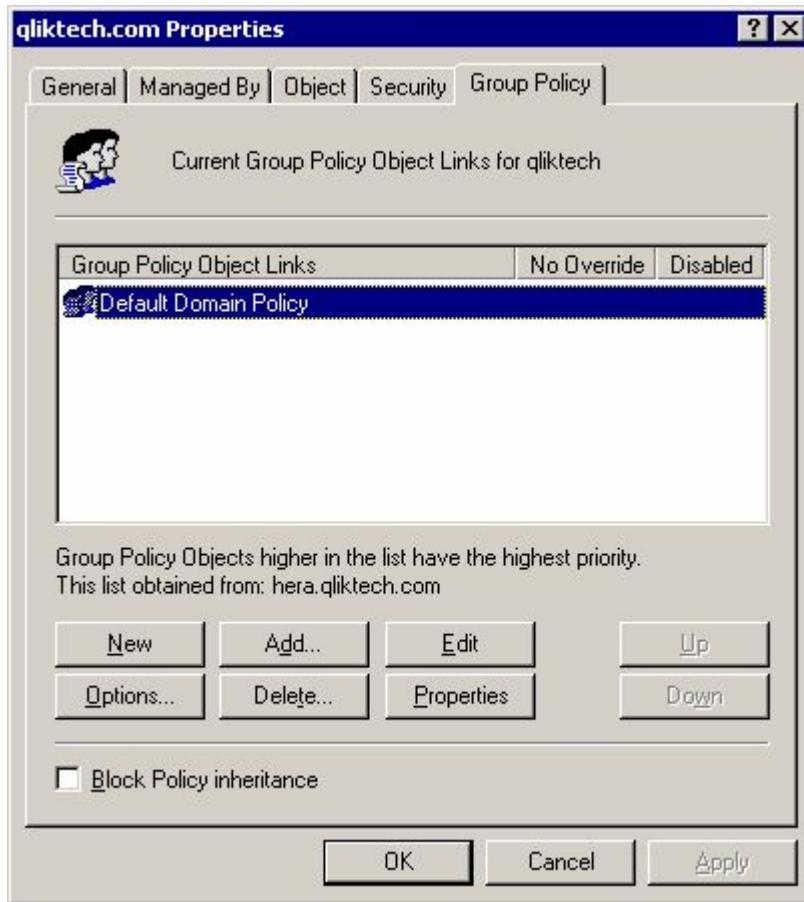 qliktech.com Properties
General Managed By Object Security Group Policy
Current Group Policy Object Links for qliktech
Group Policy Object Links No Override Disabled
Default Domain Policy
Group Policy Objects higher in the list have the highest priority.
This list obtained from: hera.qliktech.com
New Add... Edit Up
Options... Delete... Properties Down
Block Policy inheritance
OK Cancel Apply